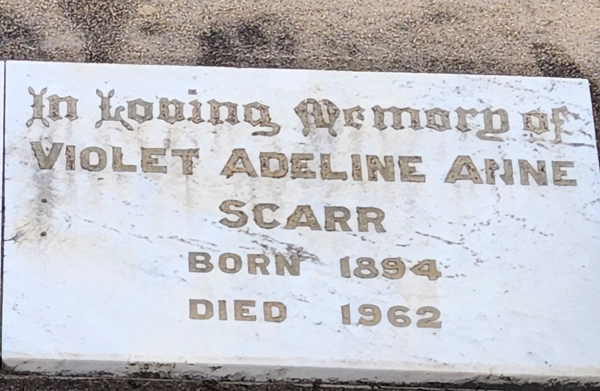 In Loving Memory of
VIOLET ADELINE ANNE
SCARR
BORN 1894
DIED 1962